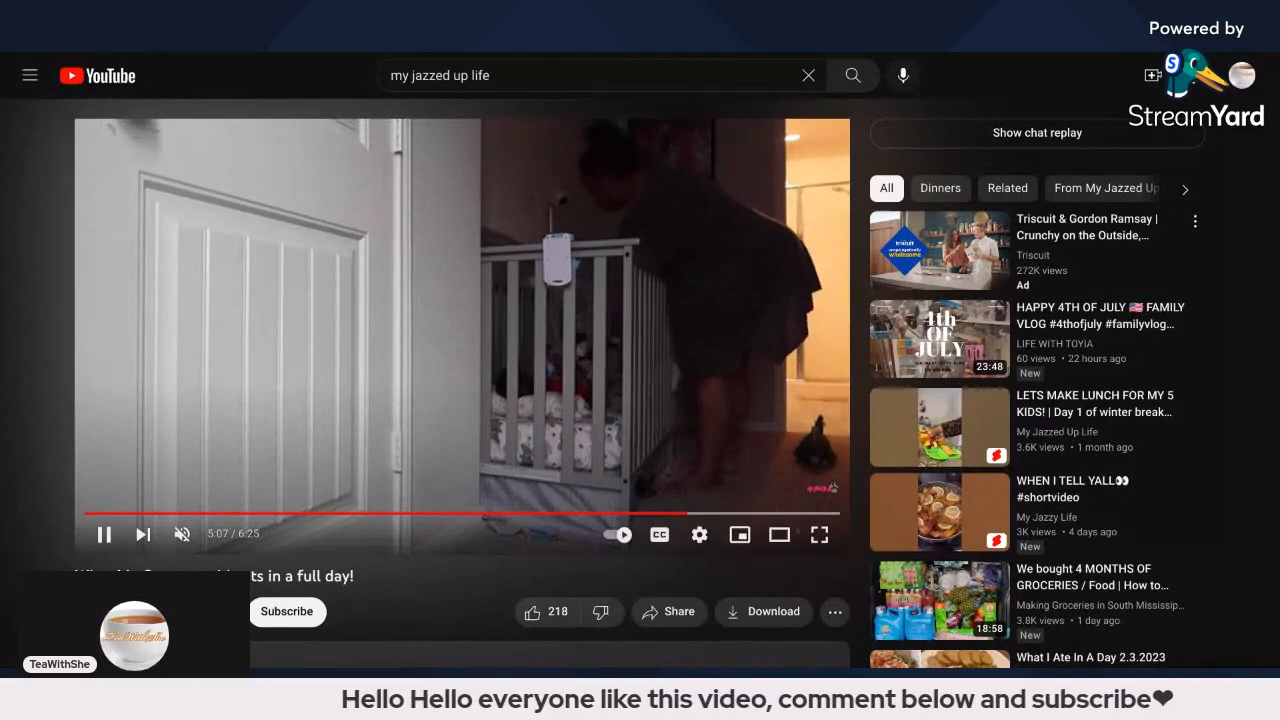 Powered by
StreamYard
YouTube
my jazzed up life
Show chat replay
All
Dinners
Related
From My Jazzed Up
Triscuit & Gordon Ramsay |
Crunchy on the Outside,...
Triscuit
272K views
Ad
4th
OF
JULY
23:48
HAPPY 4TH OF JULY 🇺🇸 FAMILY
VLOG #4thofjuly #familyvlog...
LIFE WITH TOYIA
60 views • 22 hours ago
New
LETS MAKE LUNCH FOR MY 5
KIDS! | Day 1 of winter break...
My Jazzed Up Life
3.6K views • 1 month ago
WHEN I TELL YALL👀
#shortvideo
My Jazzy Life
3K views • 4 days ago
New
18:58
We bought 4 MONTHS OF
GROCERIES / Food | How to...
Making Groceries in South Mississip...
3.8K views • 1 day ago
New
What I Ate In A Day 2.3.2023
5:07 / 6:25
CC
ts in a full day!
Subscribe
218
Share
Download
TeaWithShe
Hello Hello everyone like this video, comment below and subscribe❤